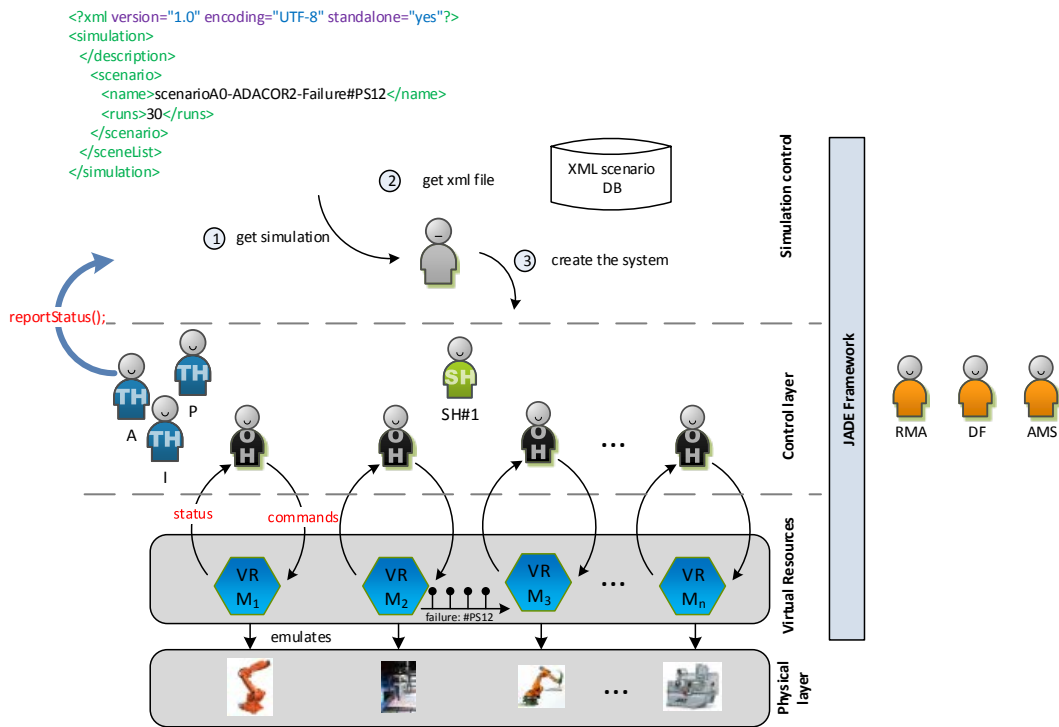 <?xml version="1.0" encoding="UTF-8" standalone="yes"?>
<simulation>
</description>
<scenario>
<name>scenarioA0-ADACOR2-Failure#PS12</name>
<runs>30</runs>
</scenario>
</sceneList>
</simulation>
2 get xml file
XML scenario
DB
1 get simulation
3 create the system
Simulation control
reportStatus();
TH
P
TH
A
TH
I
SH
SH#1
O
H
O
H
O
H
...
O
H
Control layer
JADE Framework
RMA
DF
AMS
status
commands
VR
M1
VR
M2
VR
M3
...
VR
Mn
failure: #PS12
Virtual Resources
emulates
...
Physical
layer